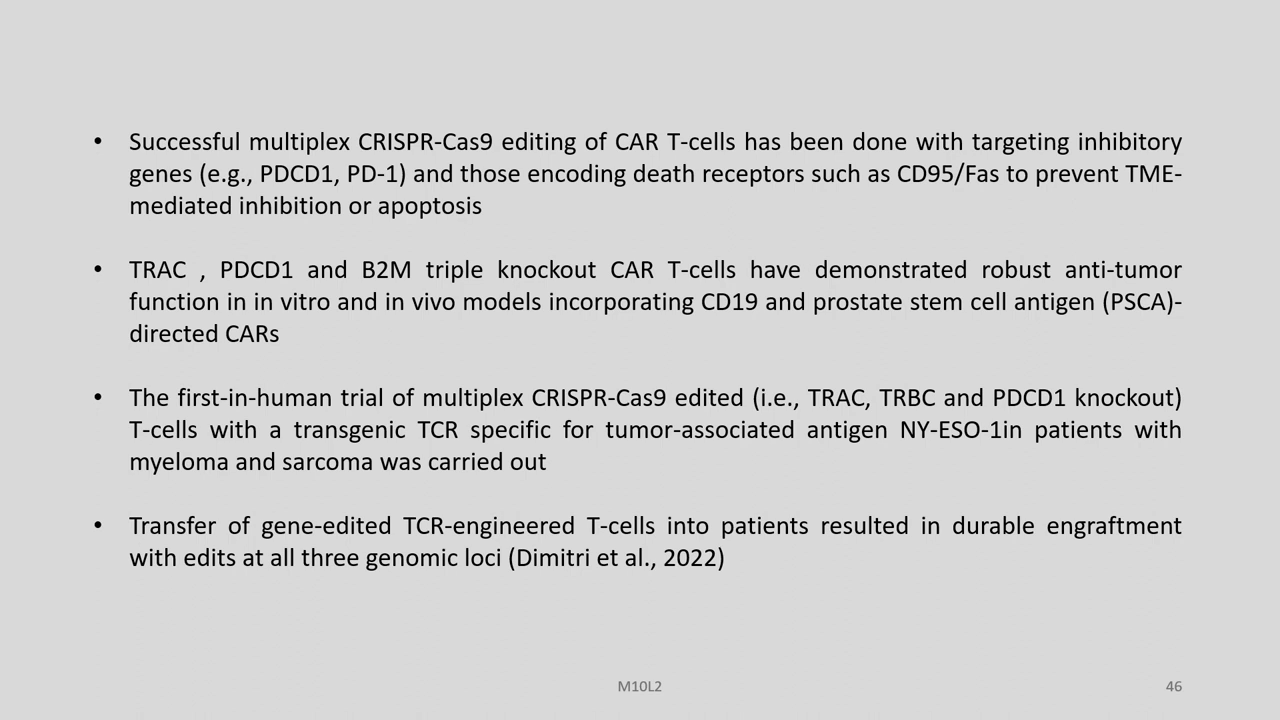 • Successful multiplex CRISPR-Cas9 editing of CAR T-cells has been done with targeting inhibitory
genes (e.g., PDCD1, PD-1) and those encoding death receptors such as CD95/Fas to prevent TME-
mediated inhibition or apoptosis
• TRAC , PDCD1 and B2M triple knockout CAR T-cells have demonstrated robust anti-tumor
function in in vitro and in vivo models incorporating CD19 and prostate stem cell antigen (PSCA)-
directed CARs
• The first-in-human trial of multiplex CRISPR-Cas9 edited (i.e., TRAC, TRBC and PDCD1 knockout)
T-cells with a transgenic TCR specific for tumor-associated antigen NY-ESO-1in patients with
myeloma and sarcoma was carried out
• Transfer of gene-edited TCR-engineered T-cells into patients resulted in durable engraftment
with edits at all three genomic loci (Dimitri et al., 2022)
M10L2
46